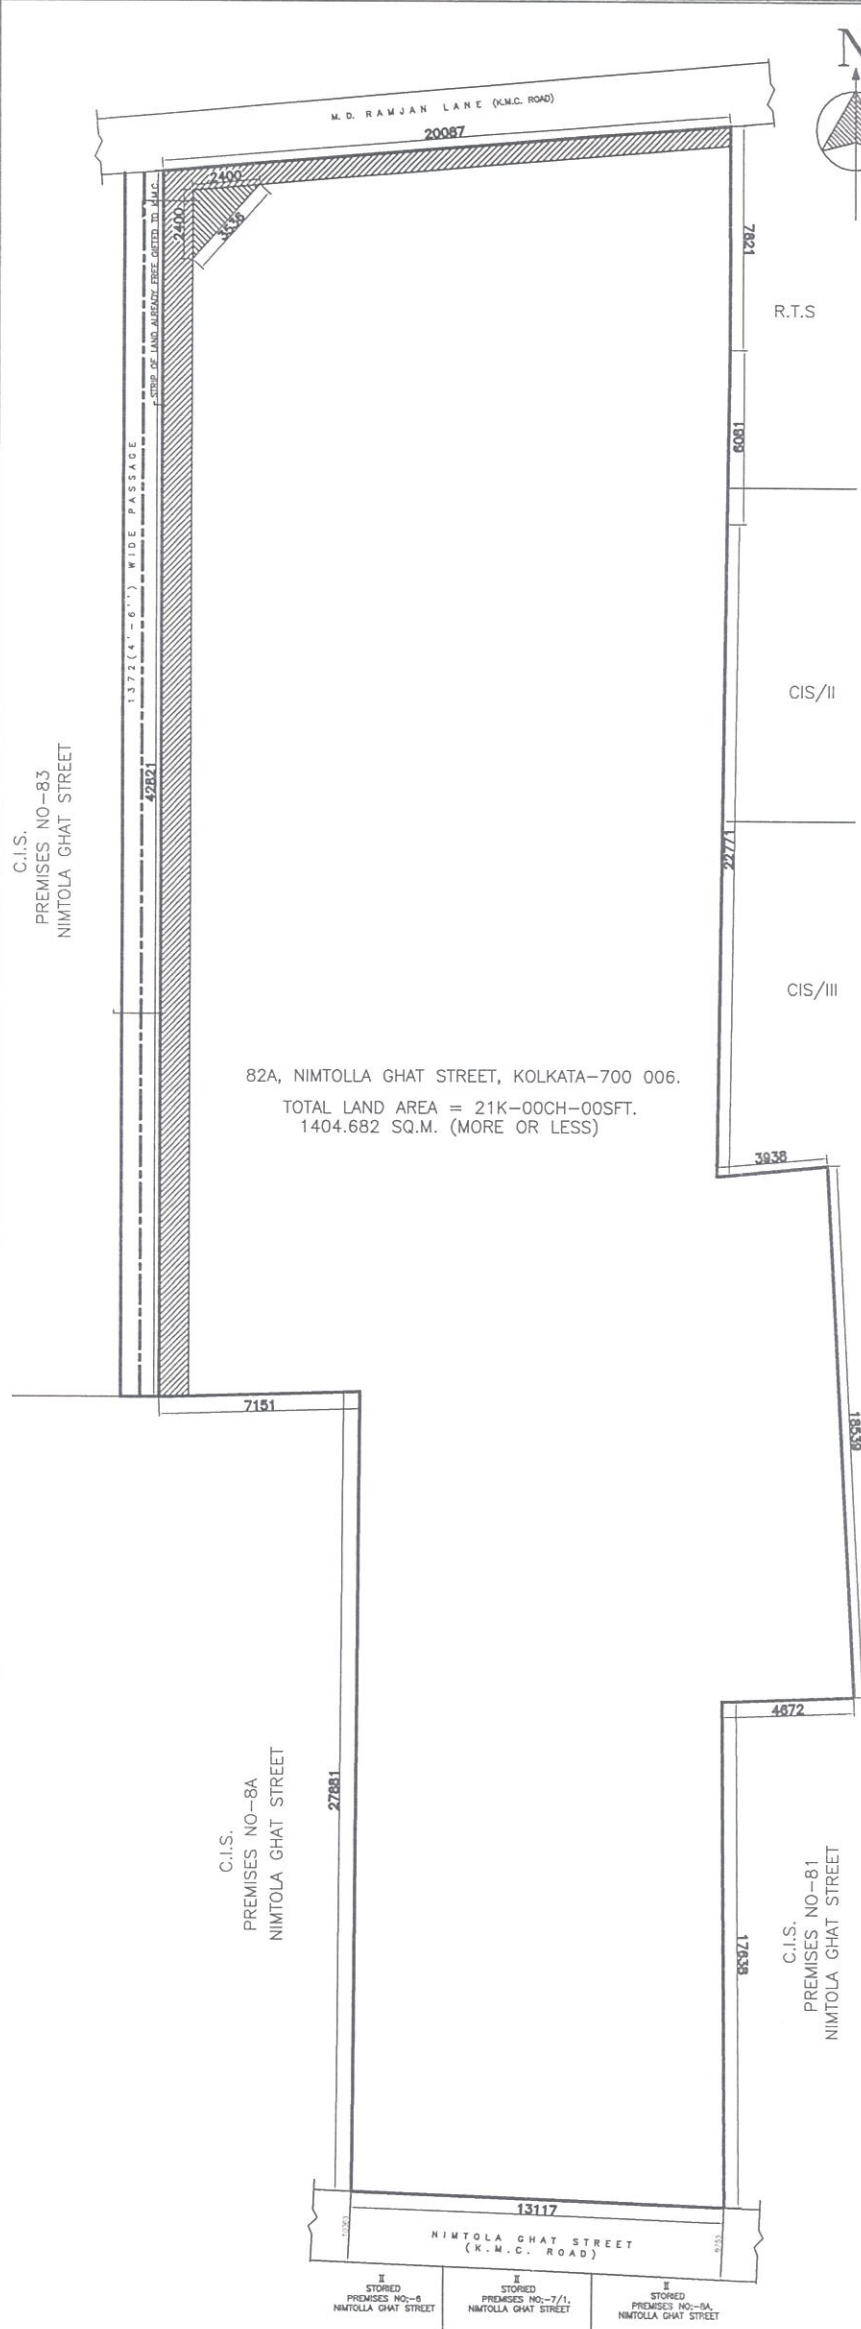 N
M. D. RAMJAN LANE (K.M.C. ROAD)
20087
2400
2400
3538
STRIP OF LAND ALREADY FREE GIFTED TO K.M.C.
7821
R.T.S
6081
1372(4'-6'') WIDE PASSAGE
CIS/II
42821
C.I.S.
PREMISES NO-83
NIMTOLA GHAT STREET
22771
CIS/III
82A, NIMTOLLA GHAT STREET, KOLKATA-700 006.
TOTAL LAND AREA = 21K-00CH-00SFT.
1404.682 SQ.M. (MORE OR LESS)
3938
7151
18539
4672
27881
C.I.S.
PREMISES NO-8A
NIMTOLA GHAT STREET
17638
C.I.S.
PREMISES NO-81
NIMTOLA GHAT STREET
13117
NIMTOLA GHAT STREET
(K.M.C. ROAD)
II
STORIED
PREMISES NO;-6
NIMTOLLA GHAT STREET
II
STORIED
PREMISES NO;-7/1,
NIMTOLLA GHAT STREET
II
STORIED
PREMISES NO;-8A,
NIMTOLLA GHAT STREET